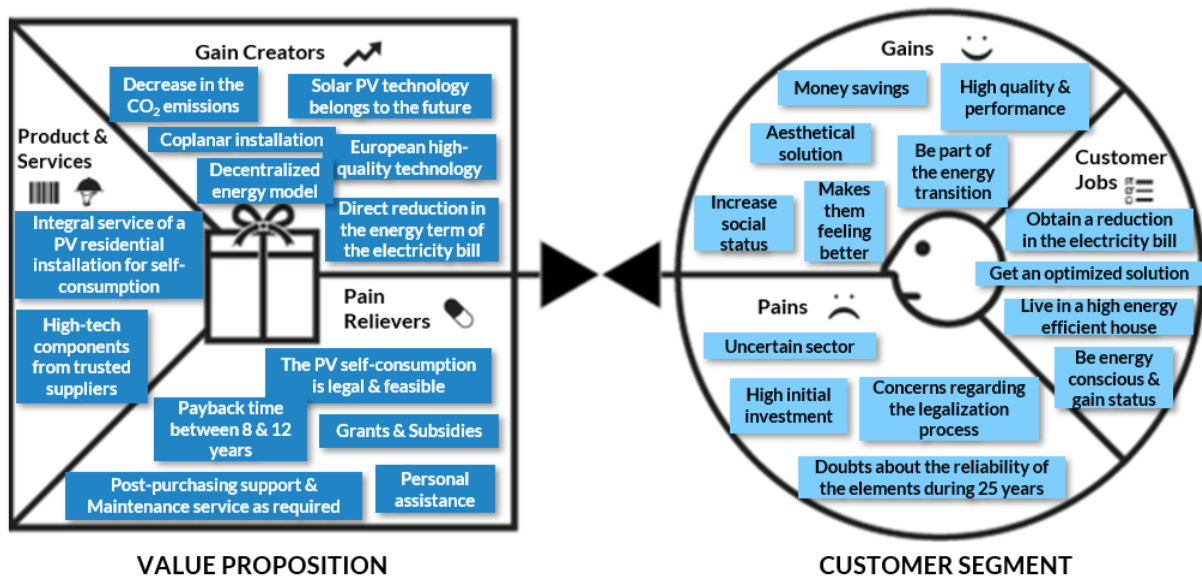 Gain Creators
Decrease in the
CO₂ emissions
Solar PV technology
belongs to the future
Coplanar installation
European high-
quality technology
Decentralized
energy model
Direct reduction in
the energy term of
the electricity bill
Product &
Services
Integral service of a
PV residential
installation for self-
consumption
High-tech
components
from trusted
suppliers
Pain
Relievers
The PV self-consumption
is legal & feasible
Payback time
between 8 & 12
years
Grants & Subsidies
Post-purchasing support &
Maintenance service as required
Personal
assistance
VALUE PROPOSITION
Gains
Money savings
High quality &
performance
Aesthetical
solution
Be part of
the energy
transition
Increase
social
status
Makes
them
feeling
better
Customer
Jobs
Obtain a reduction
in the electricity bill
Get an optimized solution
Live in a high energy
efficient house
Be energy
conscious &
gain status
Pains
Uncertain sector
High initial
investment
Concerns regarding
the legalization
process
Doubts about the reliability of
the elements during 25 years
CUSTOMER SEGMENT